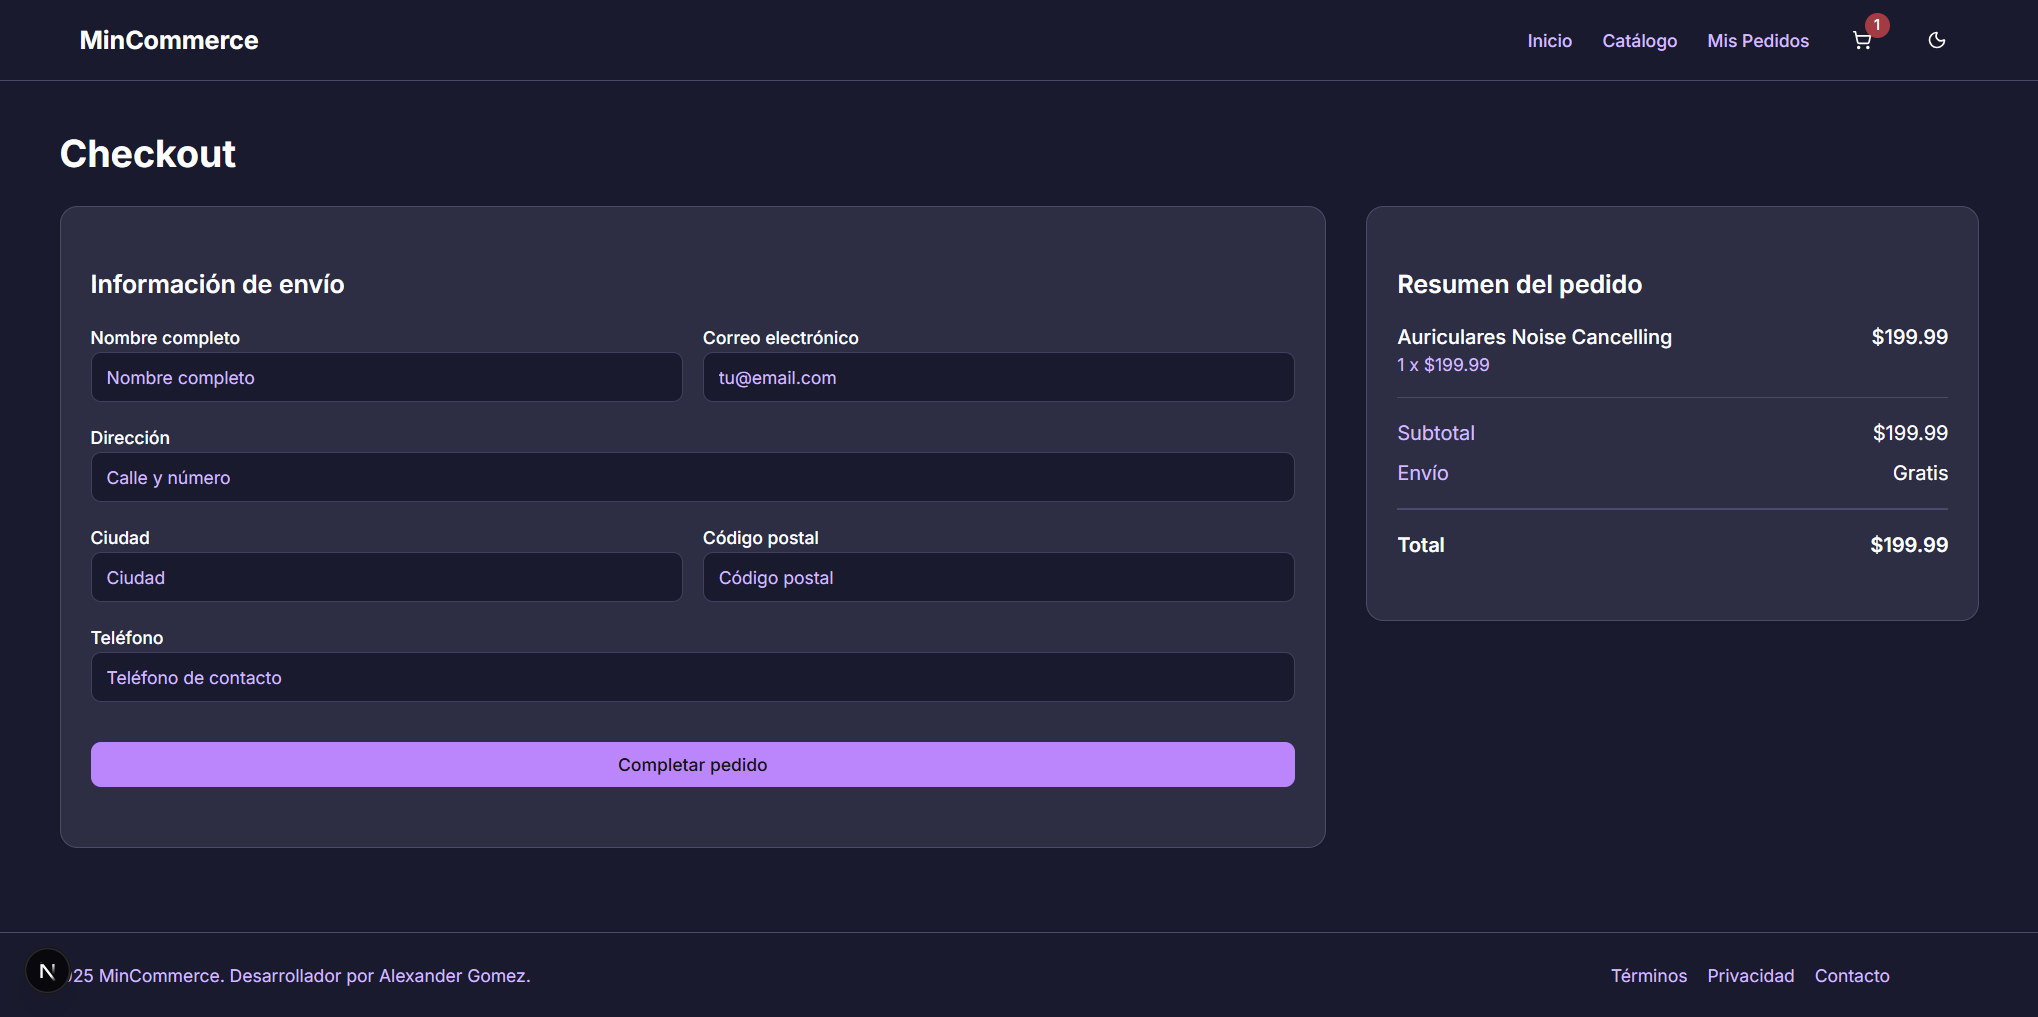 MinCommerce
Inicio Catálogo Mis Pedidos 1
Checkout
Información de envío
Nombre completo Correo electrónico
Nombre completo tu@email.com
Dirección
Calle y número
Ciudad Código postal
Ciudad Código postal
Teléfono
Teléfono de contacto
Completar pedido
Resumen del pedido
Auriculares Noise Cancelling $199.99
1 x $199.99
Subtotal $199.99
Envío Gratis
Total $199.99
N
25 MinCommerce. Desarrollador por Alexander Gomez.
Términos Privacidad Contacto